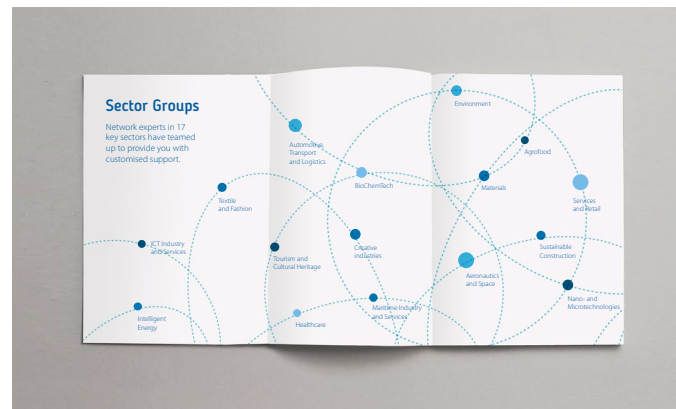 Sector Groups
Network experts in 17
key sectors have teamed
up to provide you with
customised support.
Environment
Automotive,
Transport
and Logistics
Agrofood
BioChemTech
Materials
Textile
and Fashion
Services
and Retail
ICT Industry
and Services
Creative
industries
Sustainable
Construction
Tourism and
Cultural Heritage
Aeronautics
and Space
Nano- and
Microtechnologies
Maritime Industry
and Services
Intelligent
Energy
Healthcare